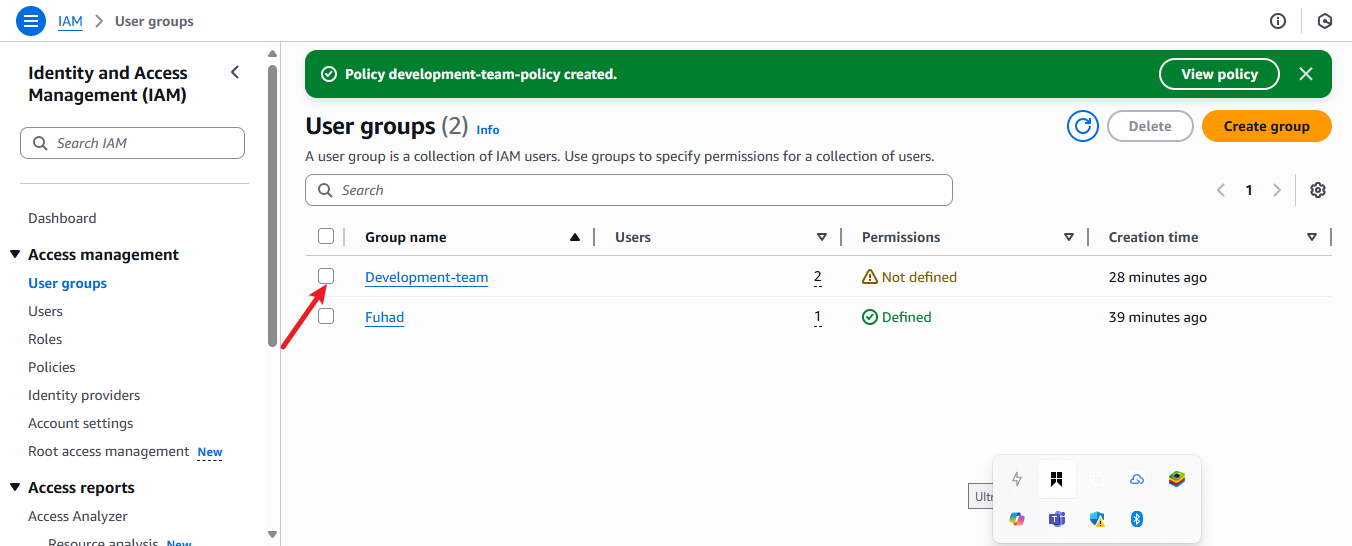 IAM > User groups
Identity and Access
Management (IAM)
Search IAM
Dashboard
Access management
User groups
Users
Roles
Policies
Identity providers
Account settings
Root access management New
Access reports
Access Analyzer
Resource analysis New
Policy development-team-policy created.
View policy
User groups (2) Info
Delete
Create group
A user group is a collection of IAM users. Use groups to specify permissions for a collection of users.
Search
1
Group name Users Permissions Creation time
Development-team 2 Not defined 28 minutes ago
Fuhad 1 Defined 39 minutes ago